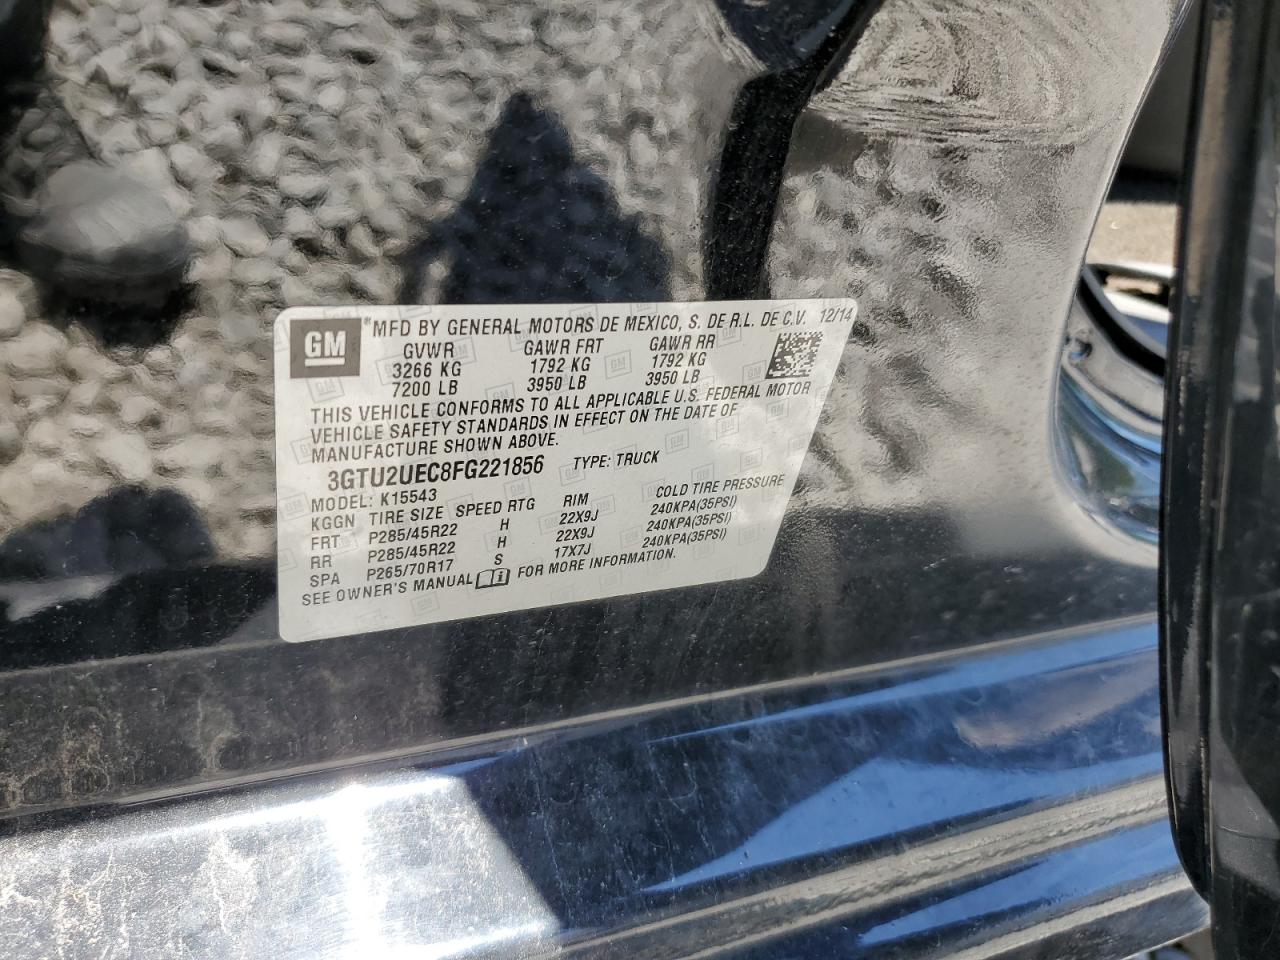 GM ® MFD BY GENERAL MOTORS DE MEXICO, S. DE R.L. DE C.V. 12/14
GVWR GAWR FRT GAWR RR
3266 KG 1792 KG 1792 KG
7200 LB 3950 LB 3950 LB
THIS VEHICLE CONFORMS TO ALL APPLICABLE U.S. FEDERAL MOTOR
VEHICLE SAFETY STANDARDS IN EFFECT ON THE DATE OF
MANUFACTURE SHOWN ABOVE.
3GTU2UEC8FG221856 TYPE: TRUCK
MODEL: K15543
KGGN TIRE SIZE SPEED RTG RIM COLD TIRE PRESSURE
FRT P285/45R22 H 22X9J 240KPA(35PSI)
RR P285/45R22 H 22X9J 240KPA(35PSI)
SPA P265/70R17 S 17X7J 240KPA(35PSI)
SEE OWNER'S MANUAL FOR MORE INFORMATION.